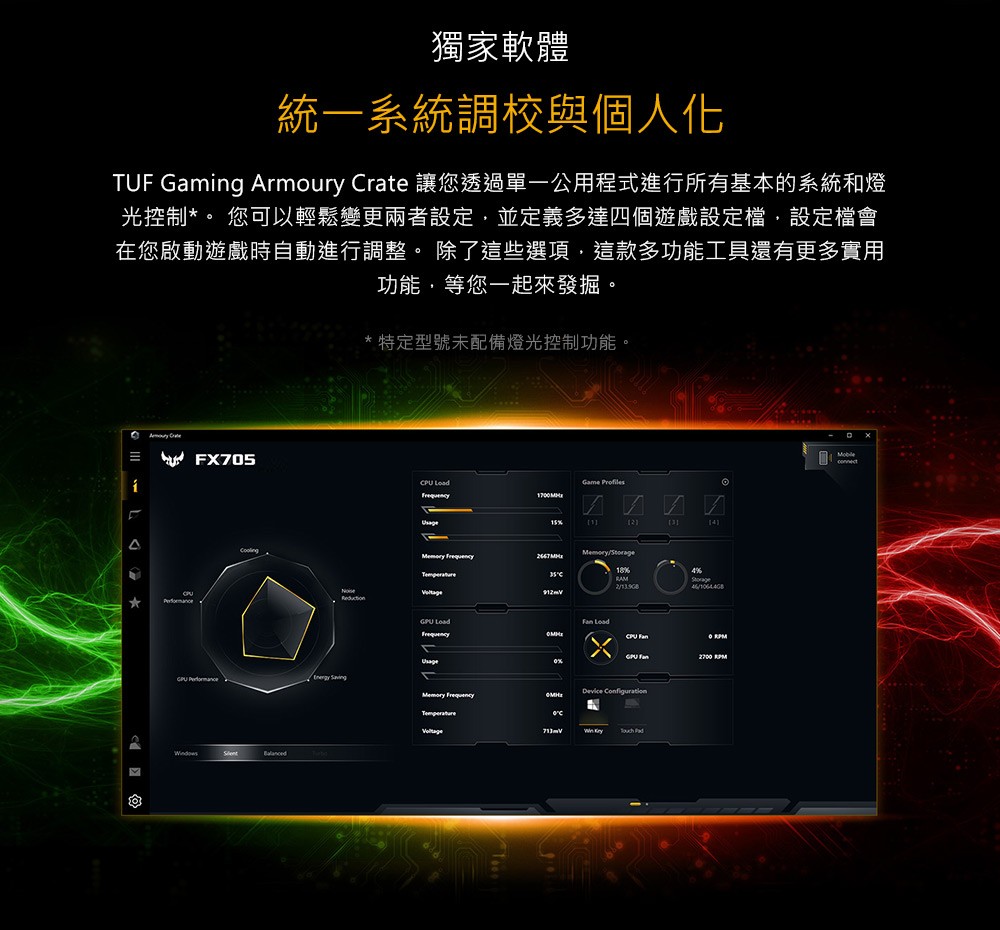 獨家軟體
統一系統調校與個人化
TUF Gaming Armoury Crate 讓您透過單一公用程式進行所有基本的系統和燈
光控制*。 您可以輕鬆變更兩者設定，並定義多達四個遊戲設定檔，設定檔會
在您啟動遊戲時自動進行調整。 除了這些選項，這款多功能工具還有更多實用
功能，等您一起來發掘。
* 特定型號未配備燈光控制功能。
Armoury Crate
FX705
Mobile
connect
Cooling
Noise
Reduction
Energy Saving
GPU Performance
CPU
Performance
Windows Silent Balanced
CPU Load
Frequency 1700MHz
Usage 15%
Memory Frequency 2667MHz
Temperature 35°C
Voltage 912mV
GPU Load
Frequency 0MHz
Usage 0%
Memory Frequency 0MHz
Temperature 0°C
Voltage 713mV
Game Profiles
[1] [2] [3] [4]
Memory/Storage
18%
RAM
2/13.9GB
4%
Storage
46/1064.4GB
Fan Load
CPU Fan 0 RPM
GPU Fan 2700 RPM
Device Configuration
Win Key Touch Pad